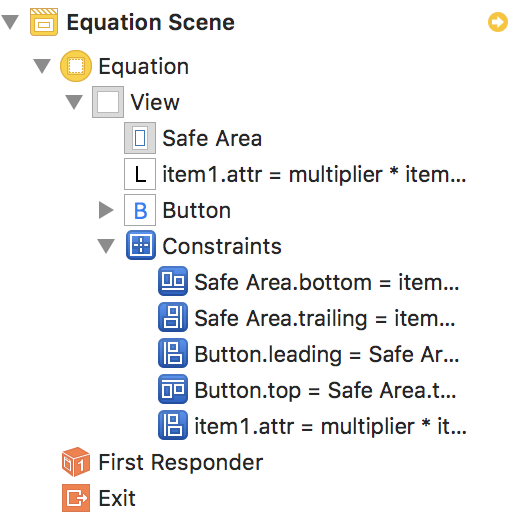 Equation Scene
Equation
View
Safe Area
L item1.attr = multiplier * item...
B Button
Constraints
Safe Area.bottom = item...
Safe Area.trailing = item...
Button.leading = Safe Ar...
Button.top = Safe Area.t...
item1.attr = multiplier * it...
1 First Responder
Exit